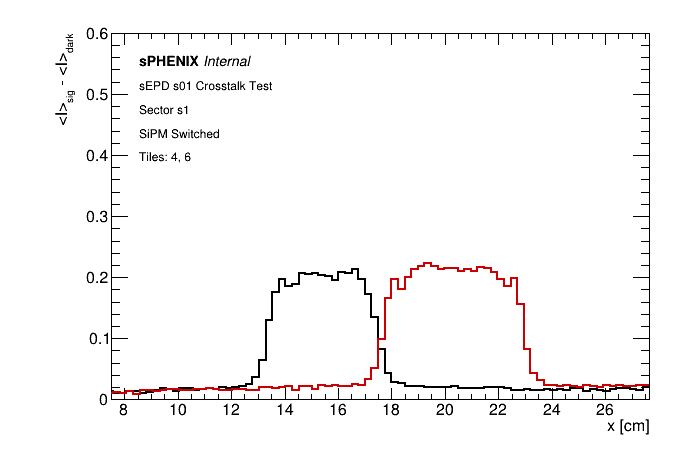 <I>sig - <I>dark
0.6
0.5
0.4
0.3
0.2
0.1
0
sPHENIX Internal
sEPD s01 Crosstalk Test
Sector s1
SiPM Switched
Tiles: 4, 6
8 10 12 14 16 18 20 22 24 26
x [cm]